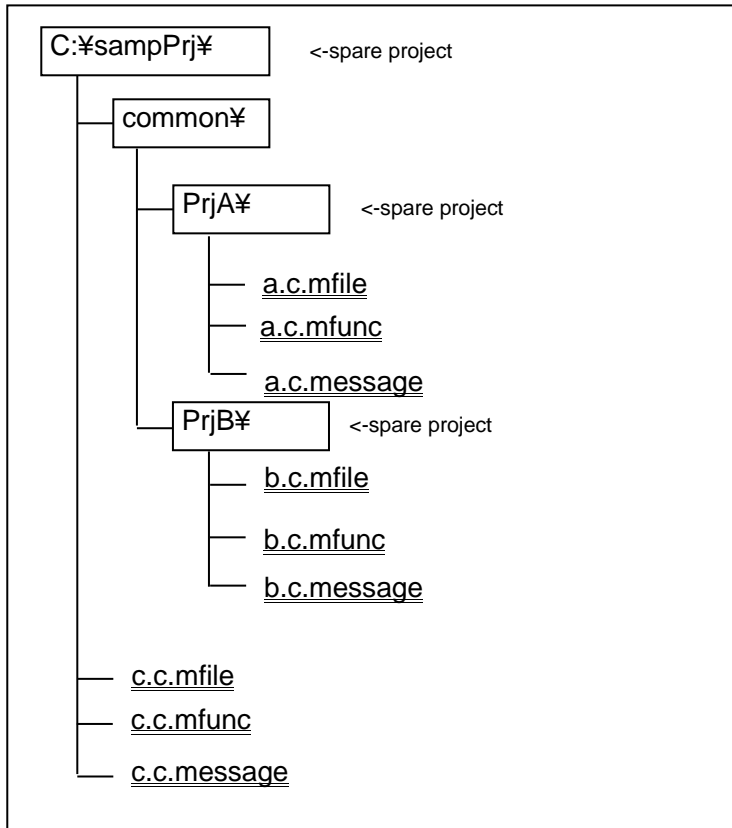 C:¥sampPrj¥ <-spare project
common¥
PrjA¥ <-spare project
a.c.mfile
a.c.mfunc
a.c.message
PrjB¥ <-spare project
b.c.mfile
b.c.mfunc
b.c.message
c.c.mfile
c.c.mfunc
c.c.message